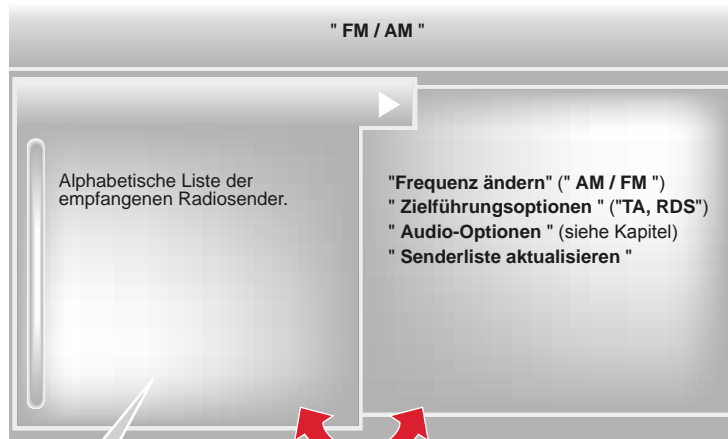 " FM / AM "
Alphabetische Liste der
empfangenen Radiosender.
"Frequenz ändern" (" AM / FM ")
" Zielführungsoptionen " ("TA, RDS")
" Audio-Optionen " (siehe Kapitel)
" Senderliste aktualisieren "